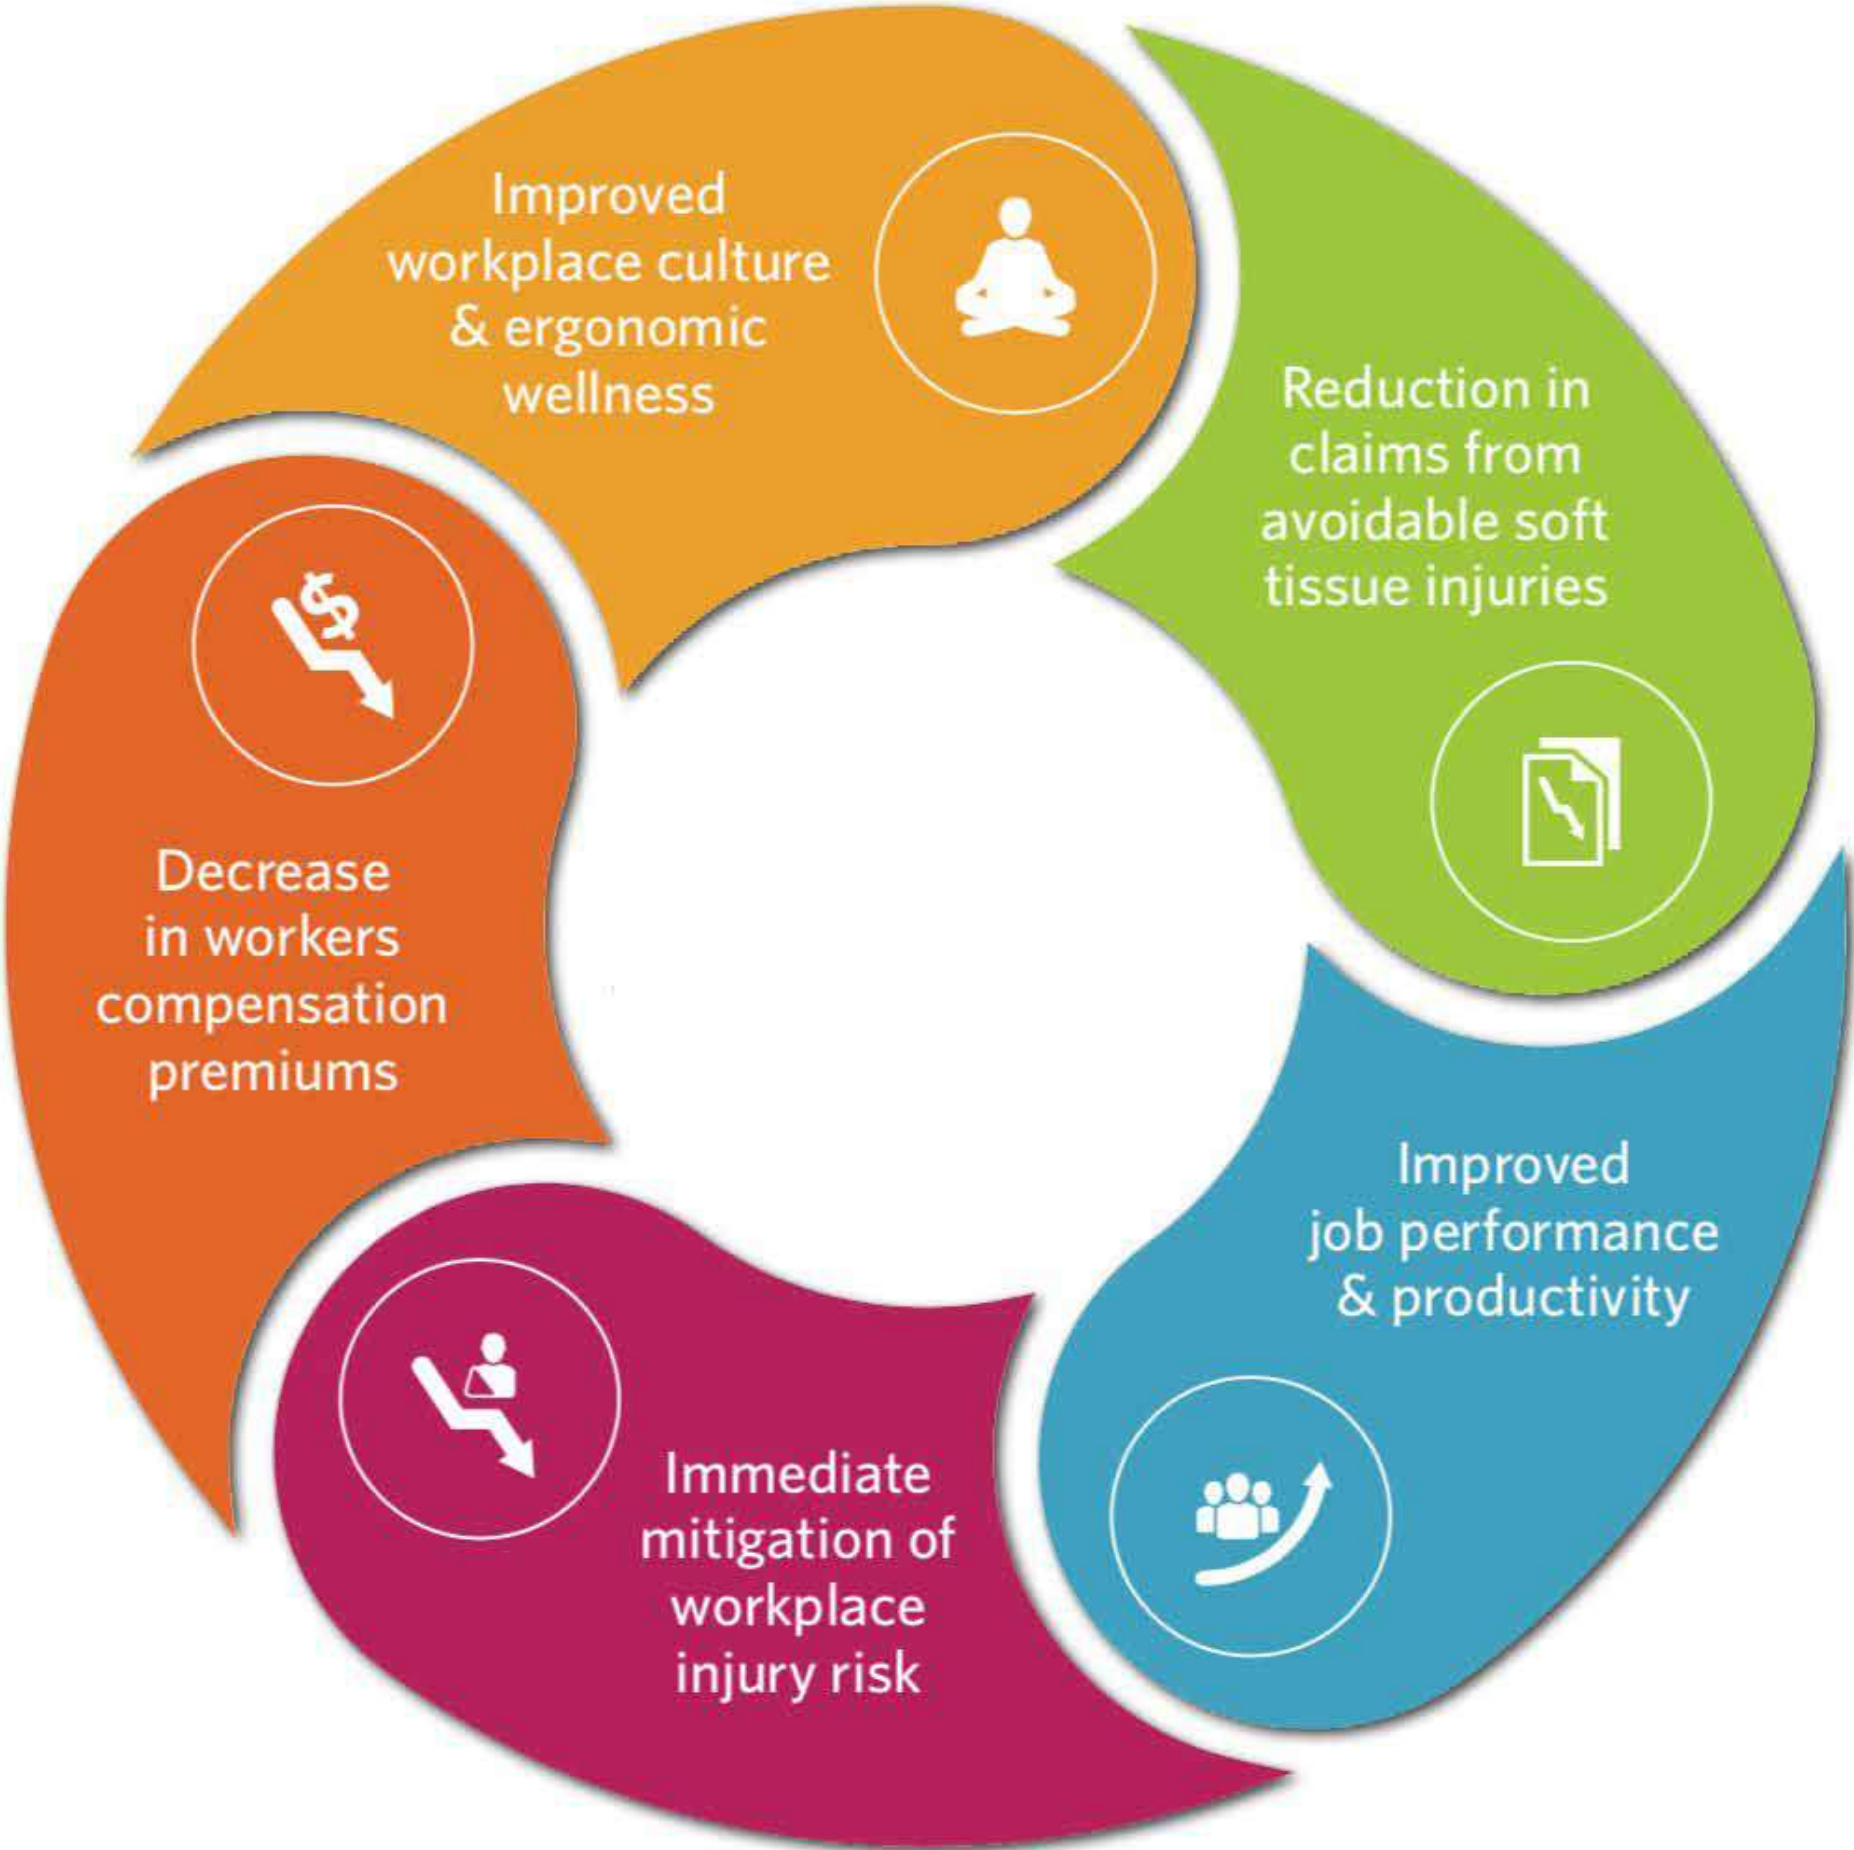 Improved
workplace culture
& ergonomic
wellness
Reduction in
claims from
avoidable soft
tissue injuries
Improved
job performance
& productivity
Immediate
mitigation of
workplace
injury risk
Decrease
in workers
compensation
premiums
$